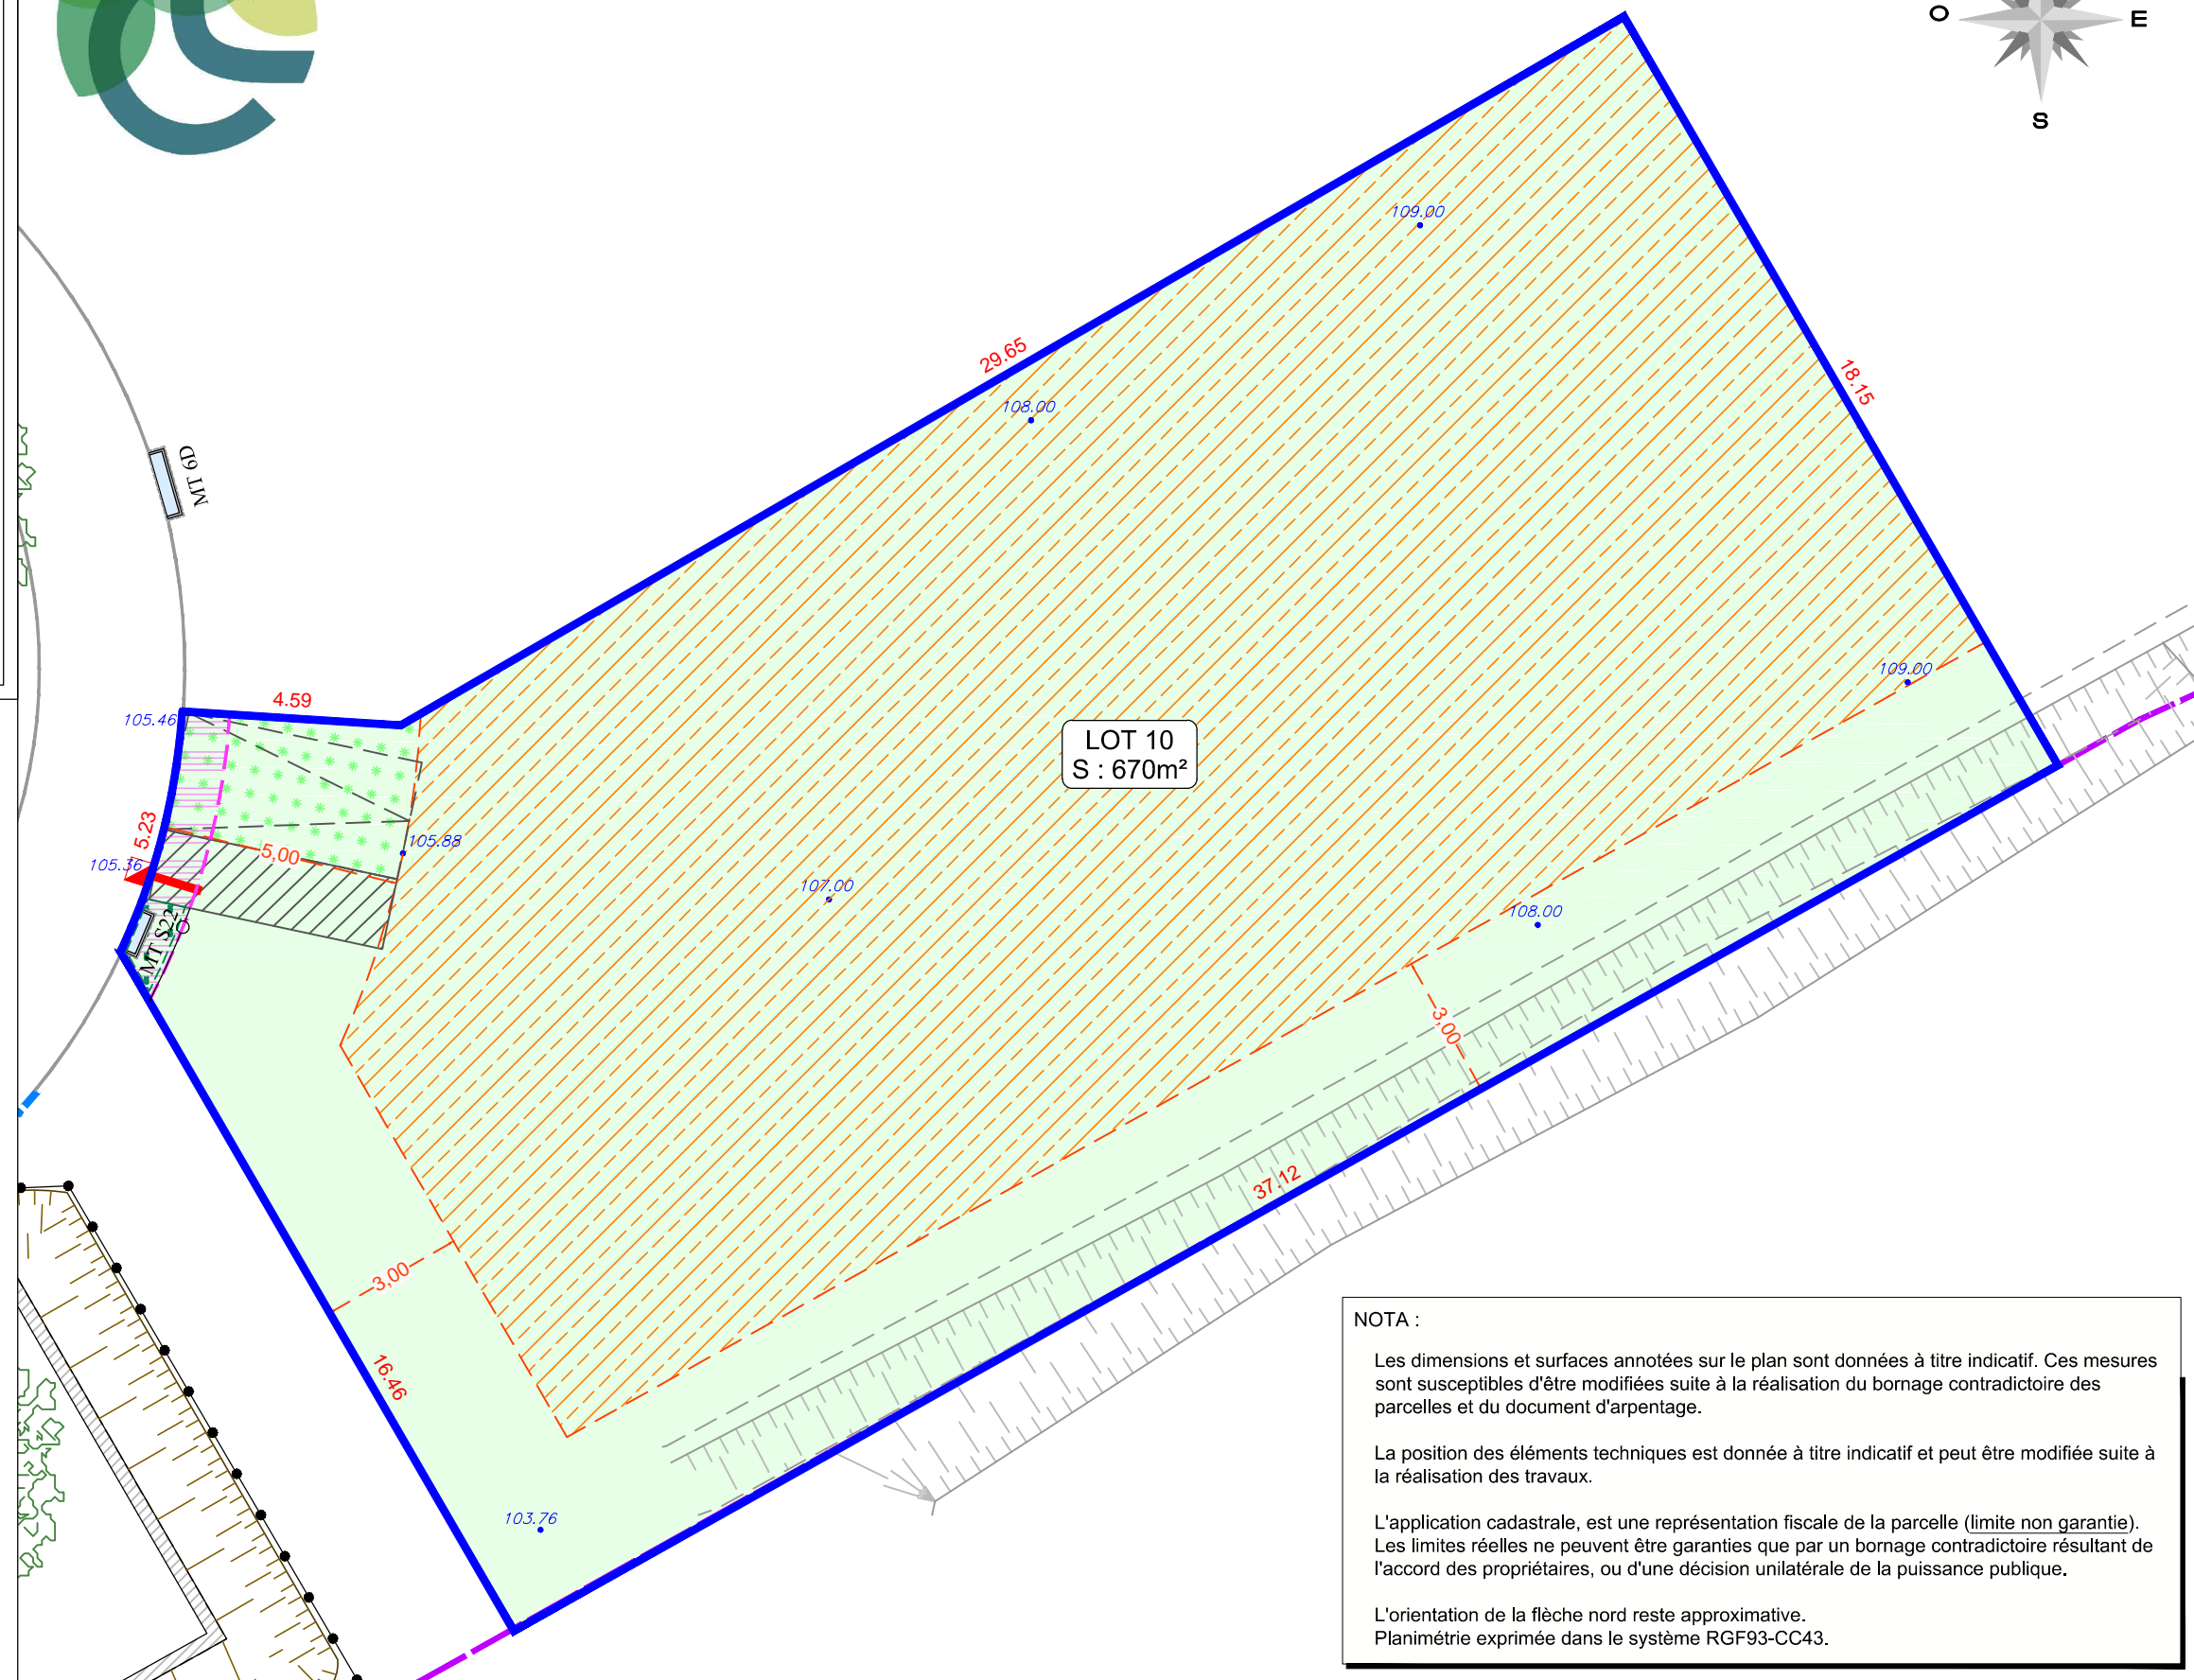 O
E
S
109.00
29.65
18.15
108.00
MT 6D
109.00
4.59
105.46
LOT 10
S : 670m²
5.23
5,00
105.88
105.36
107.00
108.00
MT S22
3,00
37.12
3,00
16.46
103.76
NOTA :
Les dimensions et surfaces annotées sur le plan sont données à titre indicatif. Ces mesures
sont susceptibles d'être modifiées suite à la réalisation du bornage contradictoire des
parcelles et du document d'arpentage.
La position des éléments techniques est donnée à titre indicatif et peut être modifiée suite à
la réalisation des travaux.
L'application cadastrale, est une représentation fiscale de la parcelle (limite non garantie).
Les limites réelles ne peuvent être garanties que par un bornage contradictoire résultant de
l'accord des propriétaires, ou d'une décision unilatérale de la puissance publique.
L'orientation de la flèche nord reste approximative.
Planimétrie exprimée dans le système RGF93-CC43.